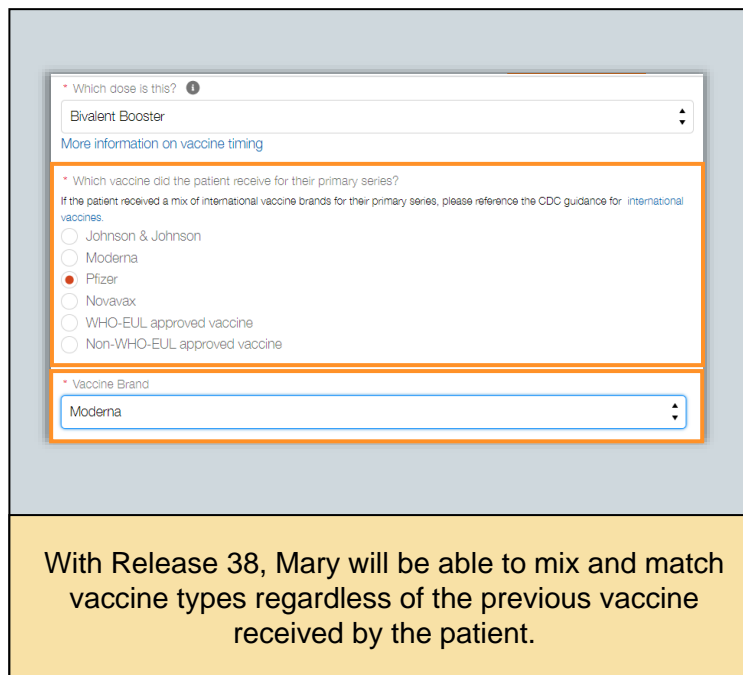 * Which dose is this? i
Bivalent Booster
More information on vaccine timing
* Which vaccine did the patient receive for their primary series?
If the patient received a mix of international vaccine brands for their primary series, please reference the CDC guidance for international
vaccines.
Johnson & Johnson
Moderna
Pfizer
Novavax
WHO-EUL approved vaccine
Non-WHO-EUL approved vaccine
* Vaccine Brand
Moderna
With Release 38, Mary will be able to mix and match
vaccine types regardless of the previous vaccine
received by the patient.